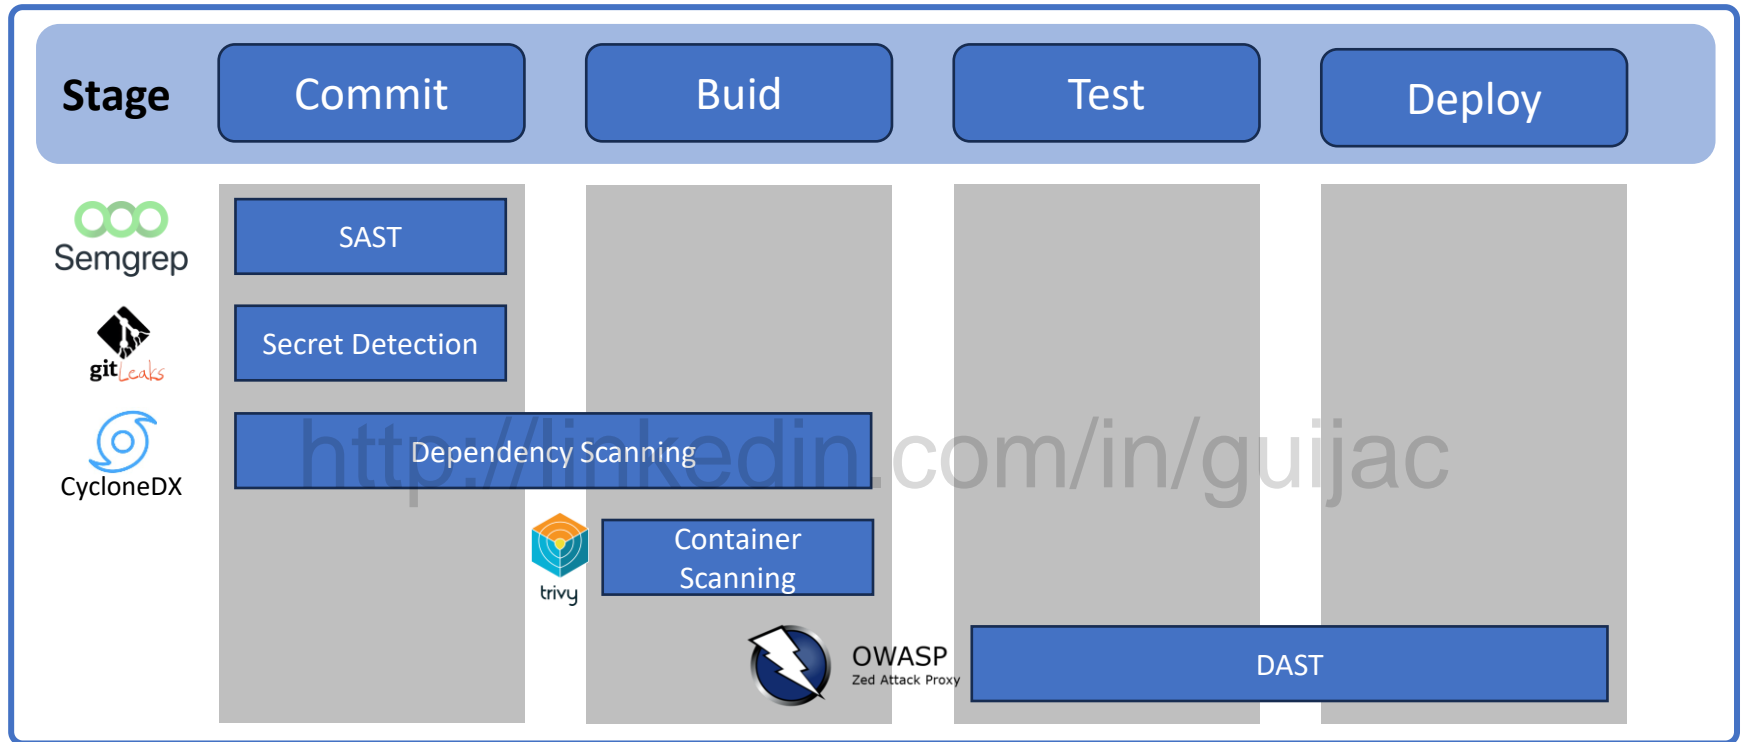 Stage
Commit
Buid
Test
Deploy
Semgrep
SAST
gitLeaks
Secret Detection
CycloneDX
Dependency Scanning
http://linkedin.com/in/guijac
trivy
Container
Scanning
OWASP
Zed Attack Proxy
DAST